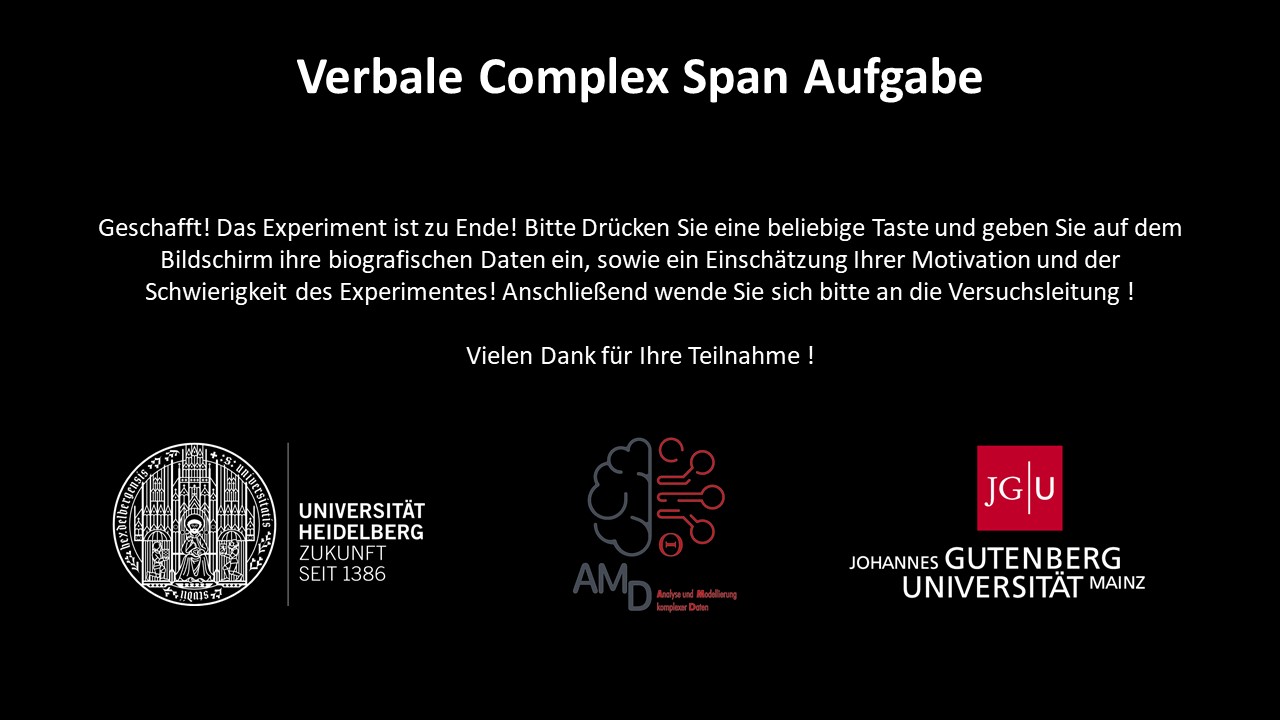 Verbale Complex Span Aufgabe
Geschafft! Das Experiment ist zu Ende! Bitte Drücken Sie eine beliebige Taste und geben Sie auf dem
Bildschirm ihre biografischen Daten ein, sowie ein Einschätzung Ihrer Motivation und der
Schwierigkeit des Experimentes! Anschließend wende Sie sich bitte an die Versuchsleitung !
Vielen Dank für Ihre Teilnahme !
UNIVERSITÄT
HEIDELBERG
ZUKUNFT
SEIT 1386
AMD
Analyse und Modellierung
komplexer Daten
JG|U
JOHANNES GUTENBERG
UNIVERSITÄT MAINZ